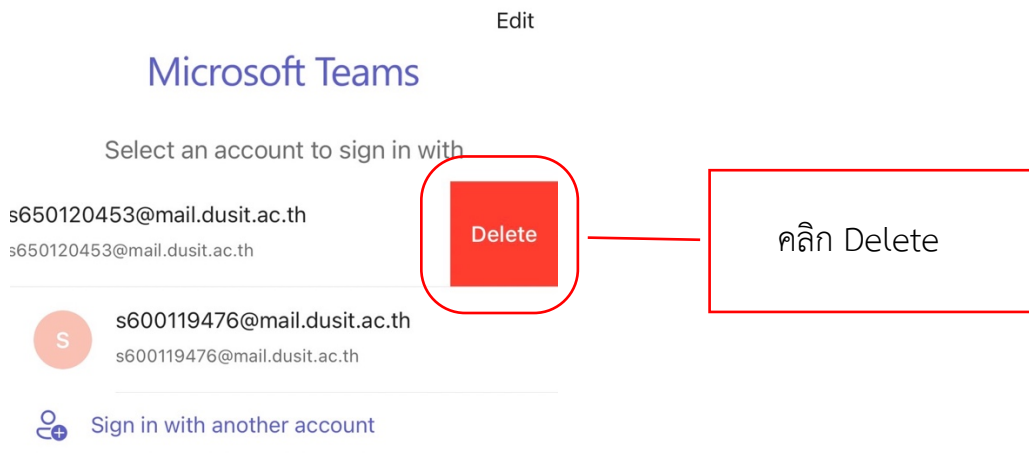 Edit
Microsoft Teams
Select an account to sign in with
s650120453@mail.dusit.ac.th
s650120453@mail.dusit.ac.th
Delete
คลิก Delete
S
s600119476@mail.dusit.ac.th
s600119476@mail.dusit.ac.th
Sign in with another account